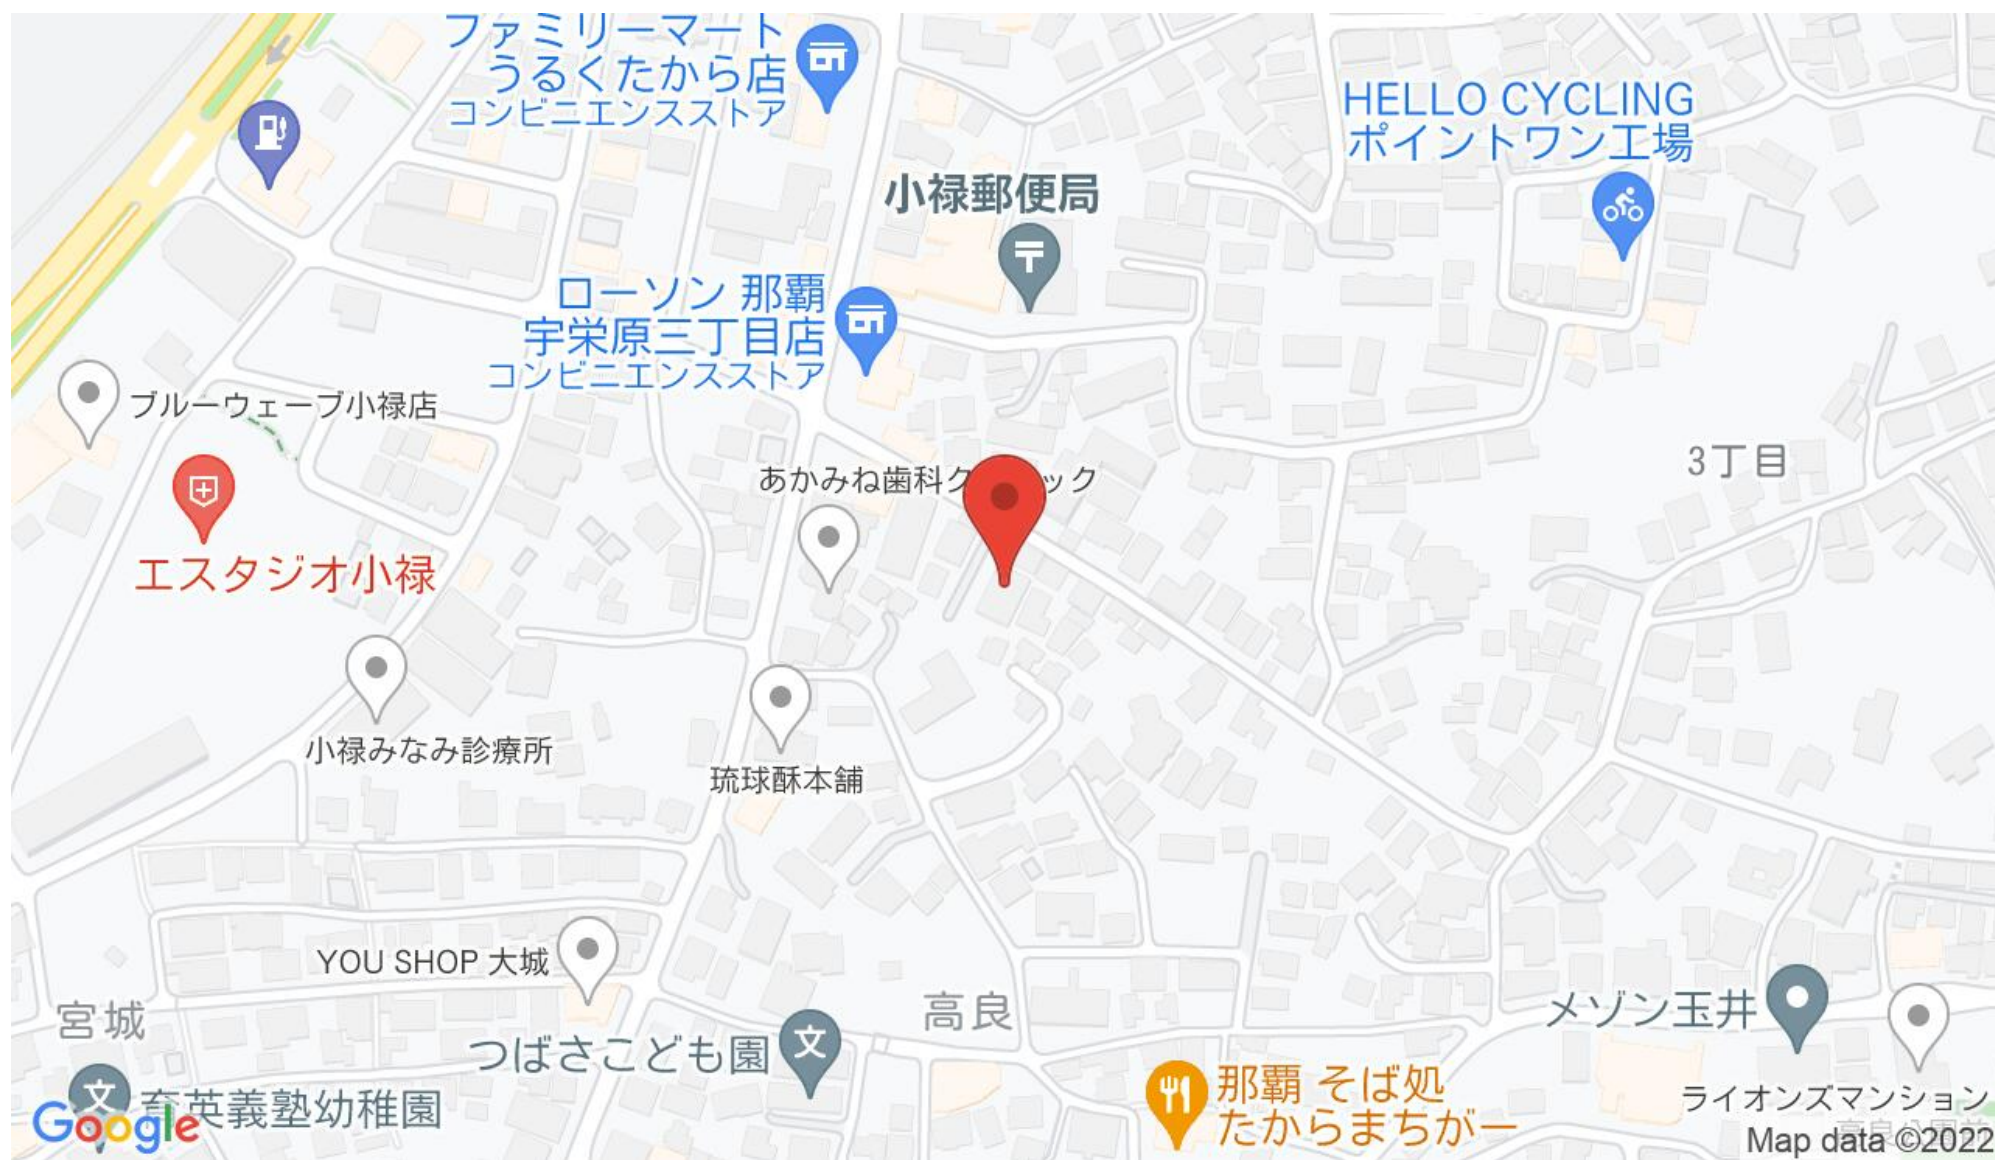 ファミリーマート
うるくたから店
コンビニエンスストア
HELLO CYCLING
ポイントワン工場
小禄郵便局
ローソン 那覇
宇栄原三丁目店
コンビニエンスストア
ブルーウェーブ小禄店
3丁目
あかみね歯科ク ック
エスタジオ小禄
小禄みなみ診療所
琉球酥本舗
YOU SHOP 大城
宮城
高良
メゾン玉井
つばさこども園
那覇 そば処
たからまちがー
英義塾幼稚園
ライオンズマンション
Google
Map data ©2022